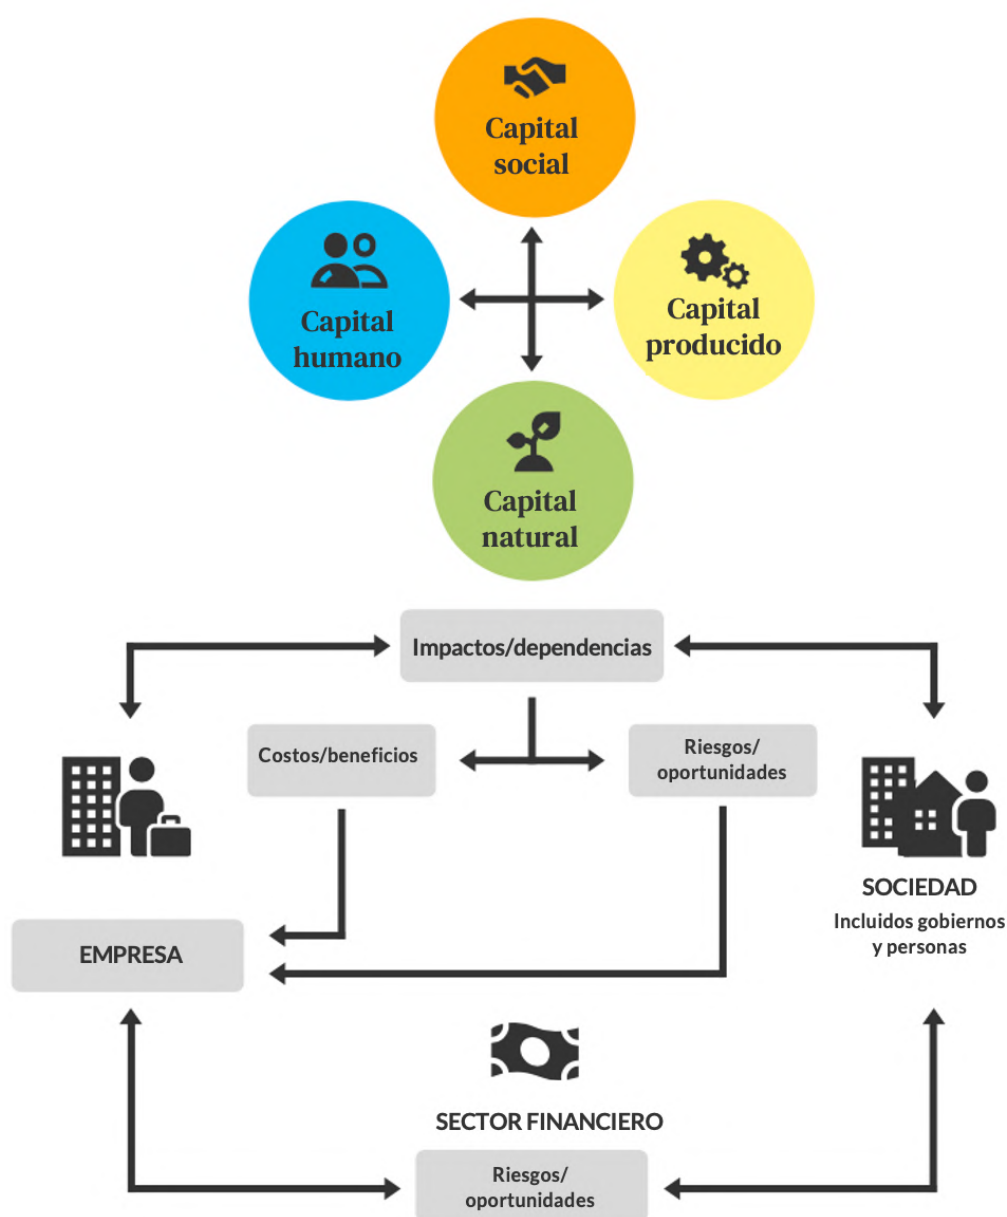 Capital
social
Capital
humano
Capital
producido
Capital
natural
Impactos/dependencias
Costos/beneficios
Riesgos/
oportunidades
SOCIEDAD
Incluidos gobiernos
y personas
EMPRESA
SECTOR FINANCIERO
Riesgos/
oportunidades